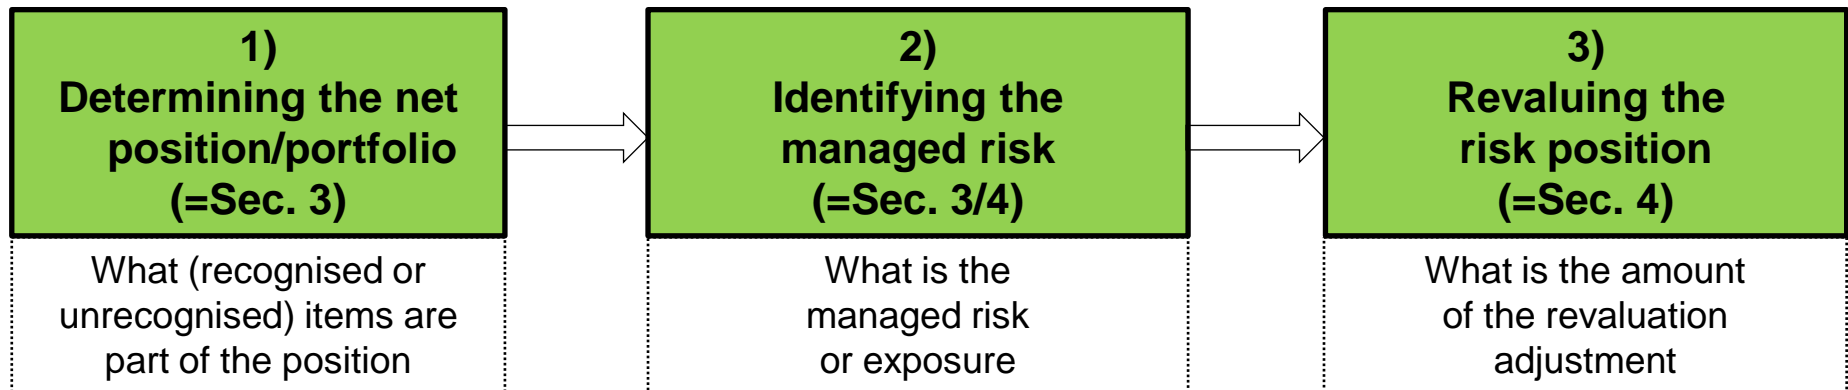 1)
Determining the net
position/portfolio
(=Sec. 3)
What (recognised or
unrecognised) items are
part of the position
2)
Identifying the
managed risk
(=Sec. 3/4)
What is the
managed risk
or exposure
3)
Revaluing the
risk position
(=Sec. 4)
What is the amount
of the revaluation
adjustment